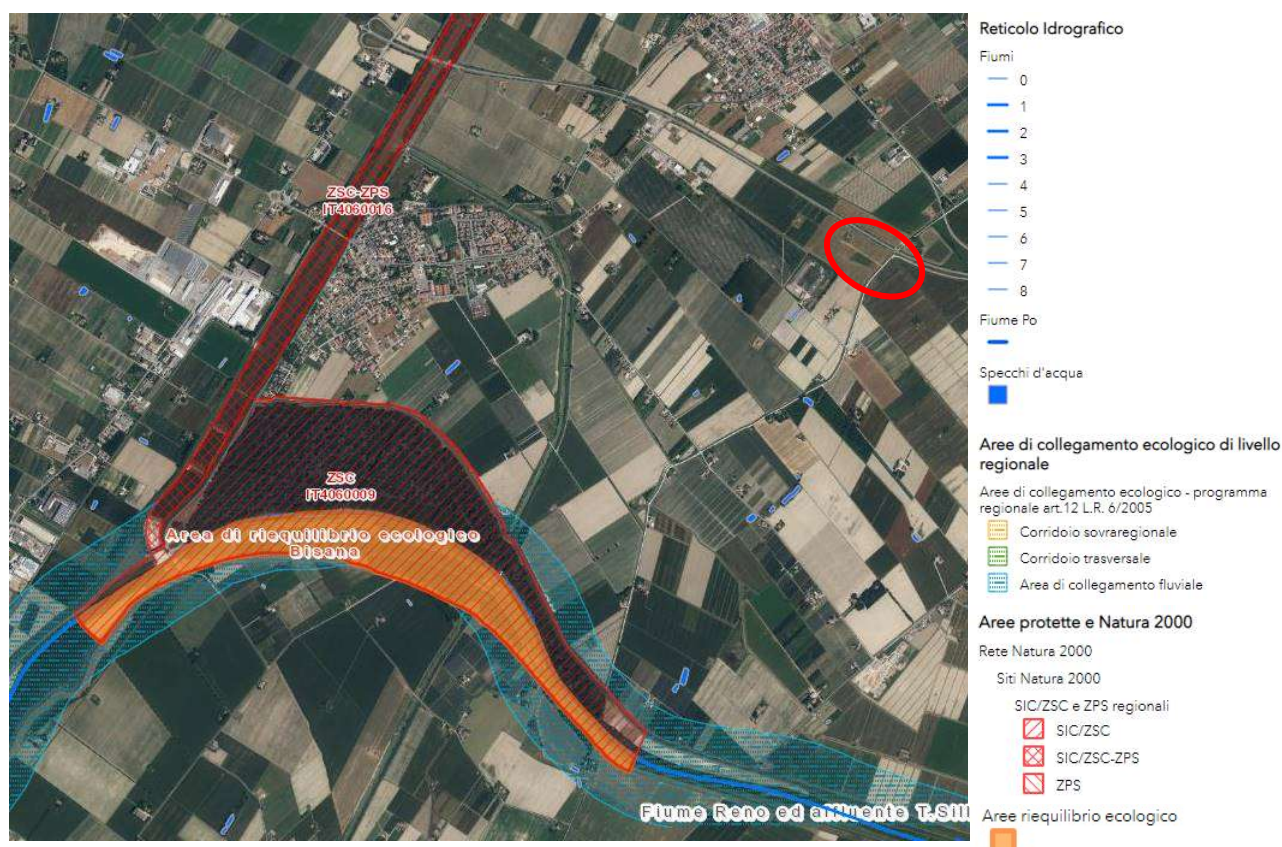 ZSC-ZPS
IT4060016
ZSC
IT4060009
Area di riequilibrio ecologico
Bisana
Fiume Reno ed affluente T.Sill
Reticolo Idrografico
Fiumi
0
1
2
3
4
5
6
7
8
Fiume Po
Specchi d'acqua
Aree di collegamento ecologico di livello
regionale
Aree di collegamento ecologico - programma
regionale art.12 L.R. 6/2005
Corridoio sovraregionale
Corridoio trasversale
Area di collegamento fluviale
Aree protette e Natura 2000
Rete Natura 2000
Siti Natura 2000
SIC/ZSC e ZPS regionali
SIC/ZSC
SIC/ZSC-ZPS
ZPS
Aree riequilibrio ecologico